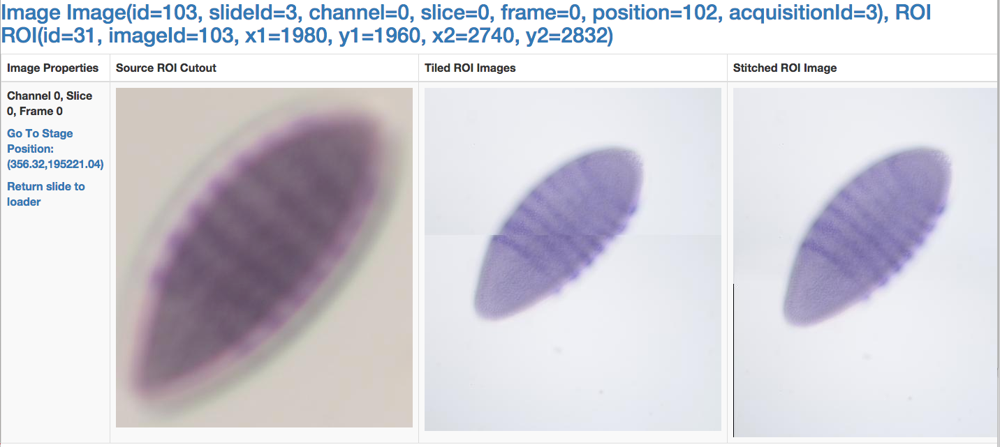 Image Image(id=103, slideId=3, channel=0, slice=0, frame=0, position=102, acquisitionId=3), ROI
ROI(id=31, imageId=103, x1=1980, y1=1960, x2=2740, y2=2832)
Image Properties
Source ROI Cutout
Tiled ROI Images
Stitched ROI Image
Channel 0, Slice
0, Frame 0
Go To Stage
Position:
(356.32,195221.04)
Return slide to
loader